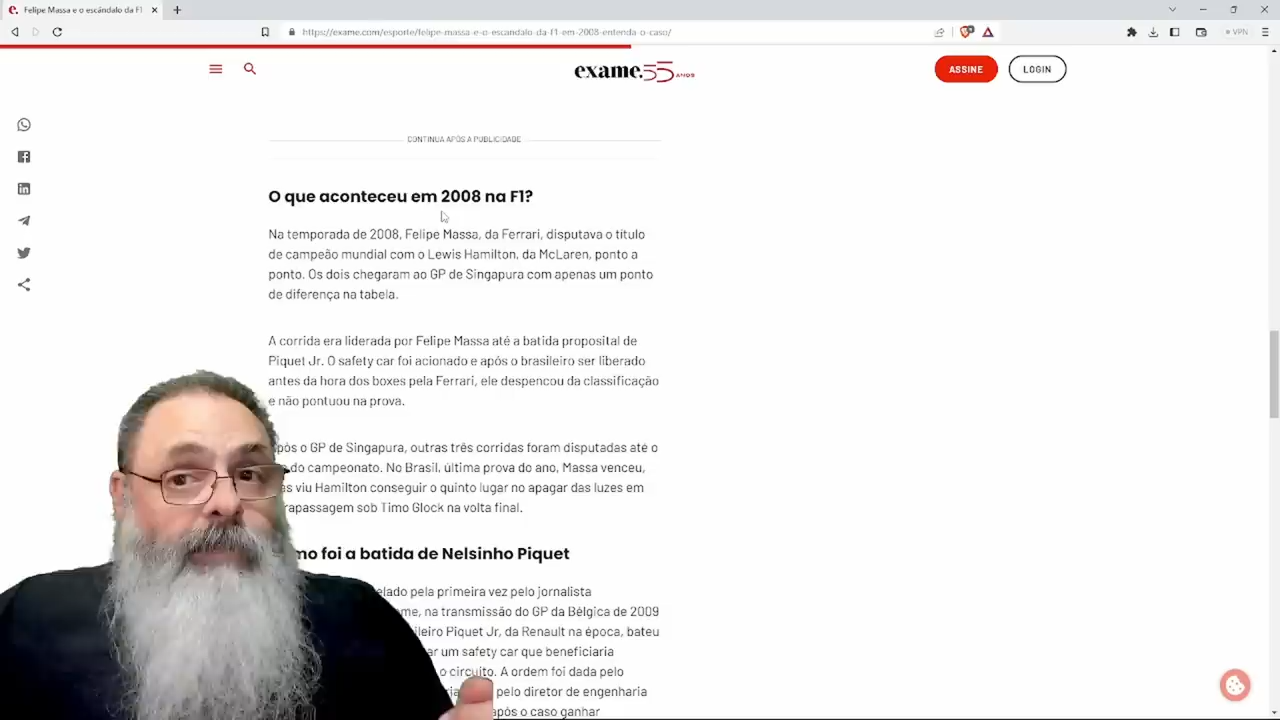 Felipe Massa e o escândalo da F1
https://exame.com/esporte/felipe-massa-e-o-escandalo-da-f1-em-2008-entenda-o-caso/
VPN
exame.55 ANOS
ASSINE
LOGIN
CONTINUA APÓS A PUBLICIDADE
O que aconteceu em 2008 na F1?
Na temporada de 2008, Felipe Massa, da Ferrari, disputava o título
de campeão mundial com o Lewis Hamilton, da McLaren, ponto a
ponto. Os dois chegaram ao GP de Singapura com apenas um ponto
de diferença na tabela.
A corrida era liderada por Felipe Massa até a batida proposital de
Piquet Jr. O safety car foi acionado e após o brasileiro ser liberado
antes da hora dos boxes pela Ferrari, ele despencou da classificação
e não pontuou na prova.
pós o GP de Singapura, outras três corridas foram disputadas até o
do campeonato. No Brasil, última prova do ano, Massa venceu,
as viu Hamilton conseguir o quinto lugar no apagar das luzes em
rapassagem sob Timo Glock na volta final.
mo foi a batida de Nelsinho Piquet
elado pela primeira vez pelo jornalista
me, na transmissão do GP da Bélgica de 2009
ileiro Piquet Jr, da Renault na época, bateu
ar um safety car que beneficiaria
o circuito. A ordem foi dada pelo
pelo diretor de engenharia
após o caso ganhar